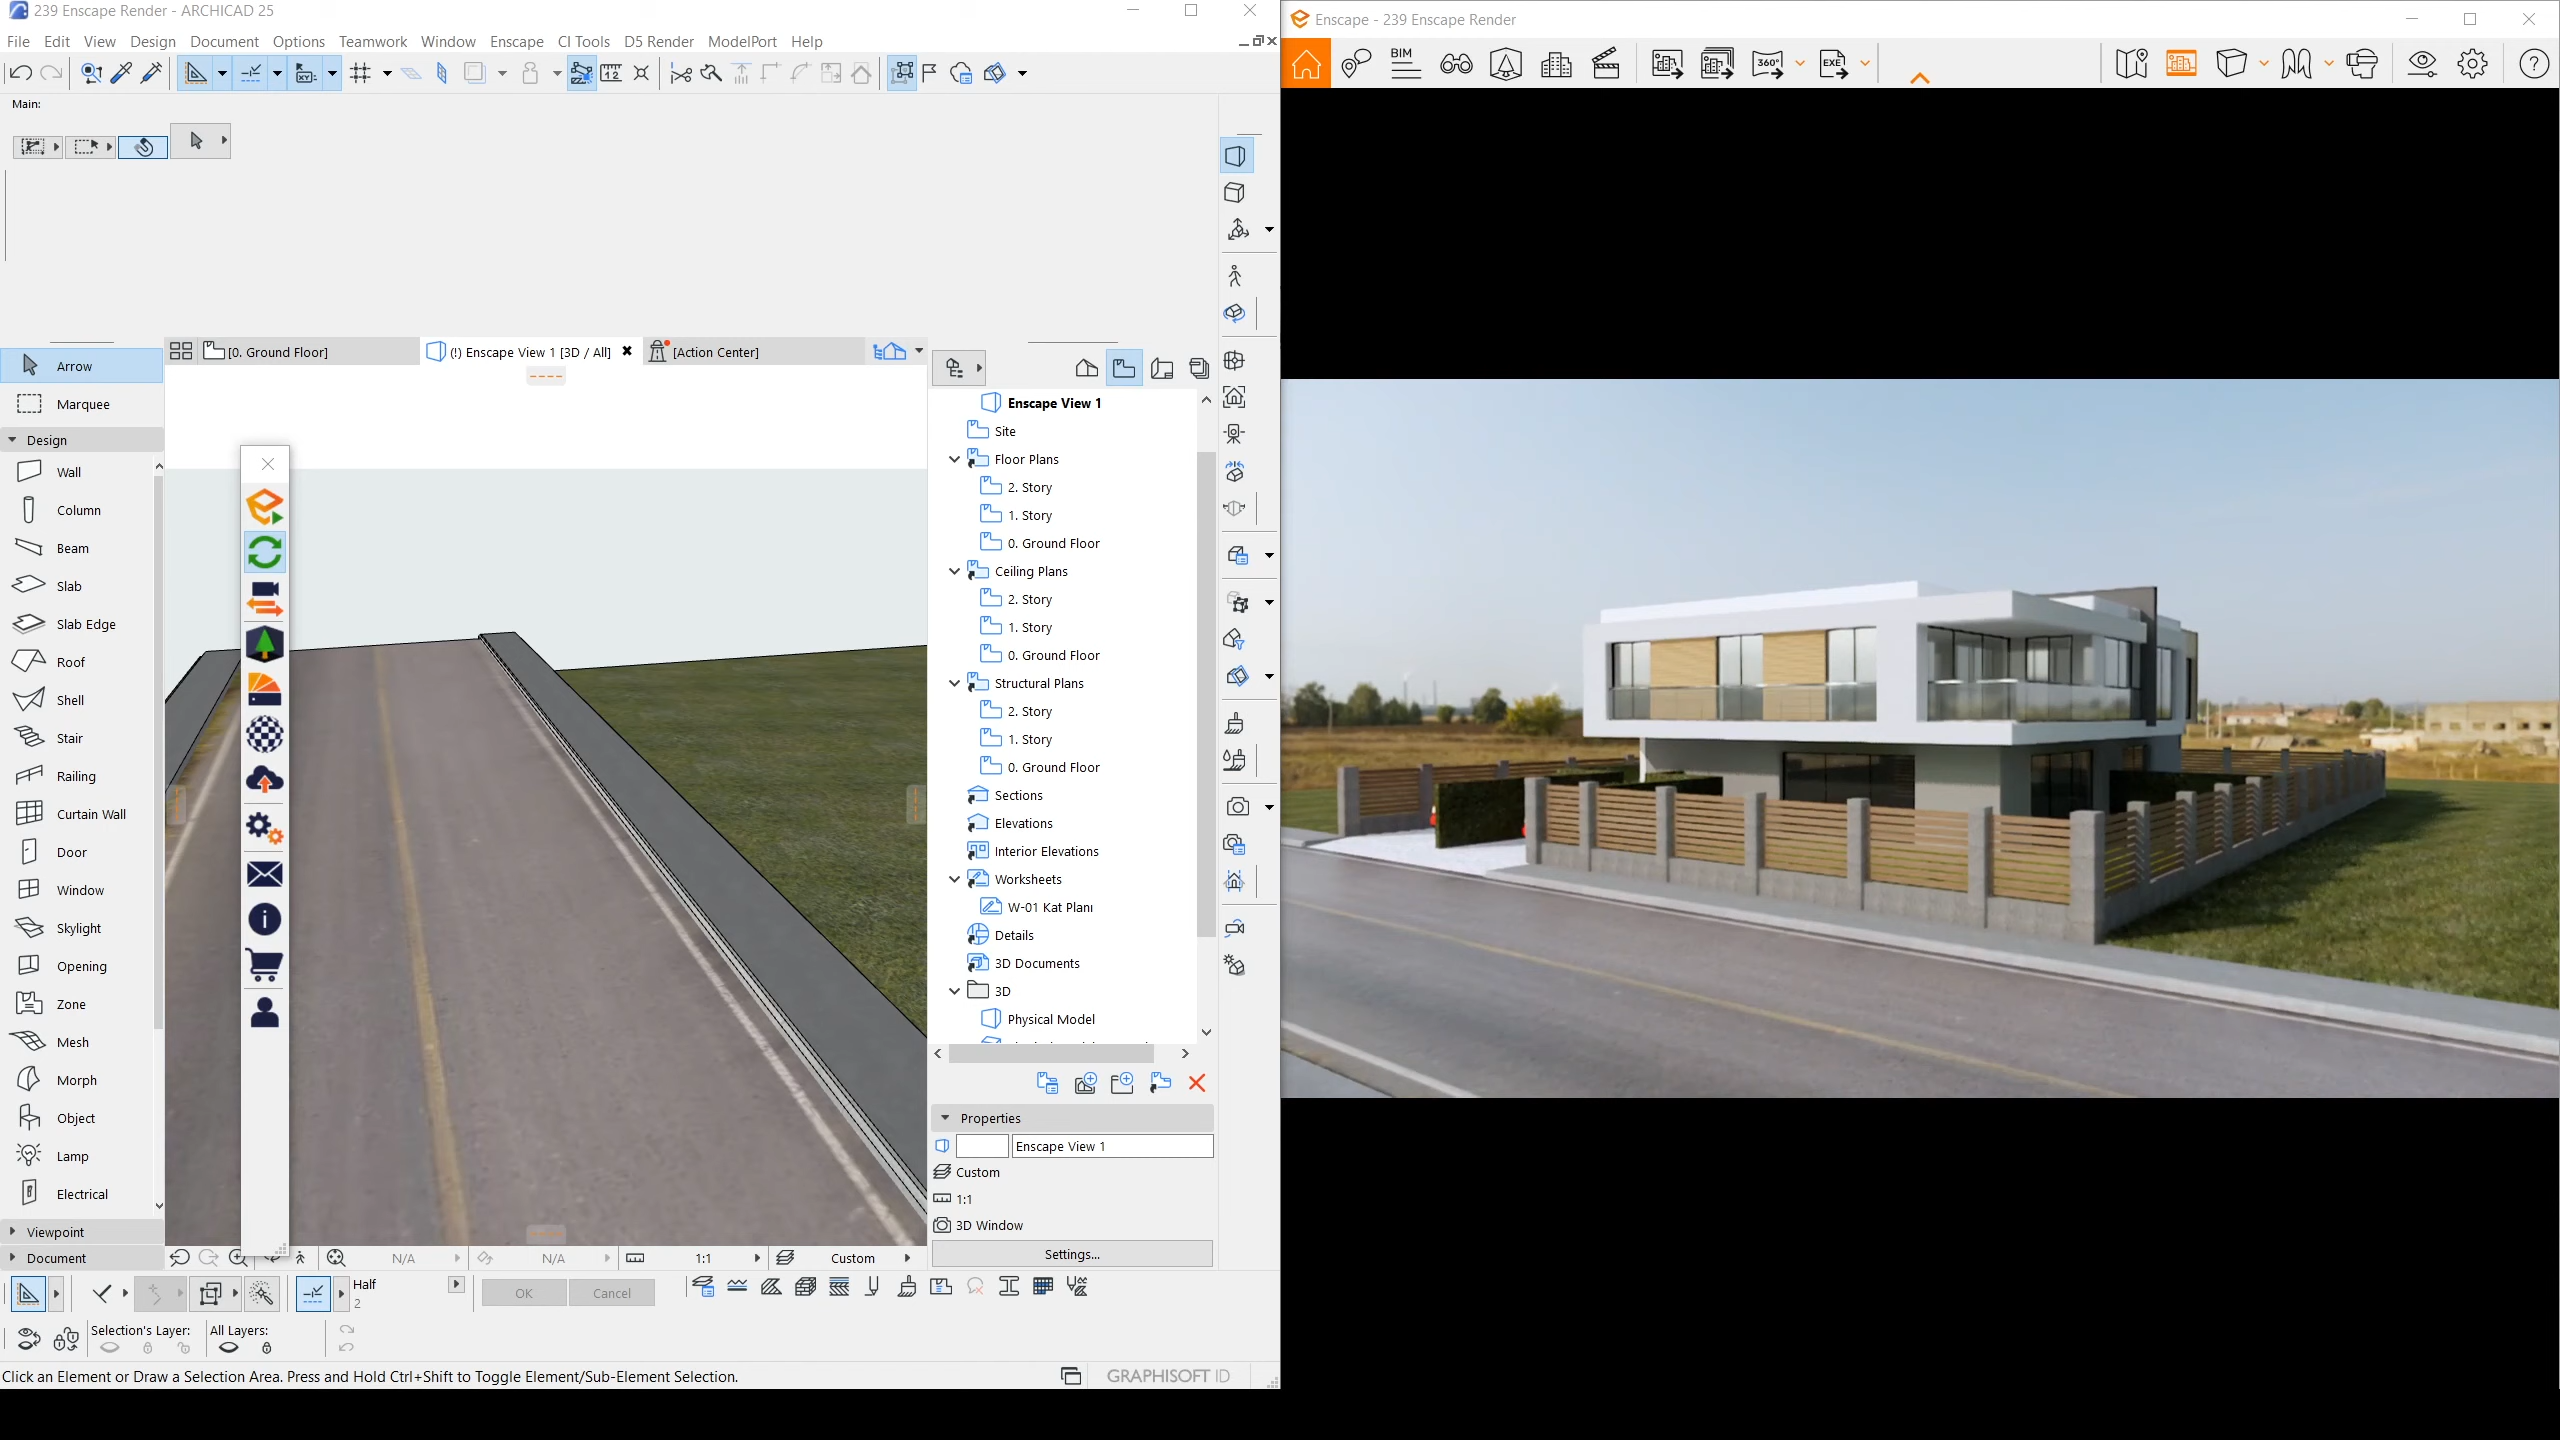 239 Enscape Render - ARCHICAD 25
File Edit View Design Document Options Teamwork Window Enscape CI Tools D5 Render ModelPort Help
Main:
Arrow
Marquee
Design
Wall
Column
Beam
Slab
Slab Edge
Roof
Shell
Stair
Railing
Curtain Wall
Door
Window
Skylight
Opening
Zone
Mesh
Morph
Object
Lamp
Electrical
Viewpoint
Document
[0. Ground Floor]
(!) Enscape View 1 [3D / All]
[Action Center]
Enscape View 1
Site
Floor Plans
2. Story
1. Story
0. Ground Floor
Ceiling Plans
2. Story
1. Story
0. Ground Floor
Structural Plans
2. Story
1. Story
0. Ground Floor
Sections
Elevations
Interior Elevations
Worksheets
W-01 Kat Planı
Details
3D Documents
3D
Physical Model
Properties
Enscape View 1
Custom
1:1
3D Window
Settings...
N/A
N/A
1:1
Custom
Half
2
OK
Cancel
Selection's Layer:
All Layers:
Click an Element or Draw a Selection Area. Press and Hold Ctrl+Shift to Toggle Element/Sub-Element Selection.
GRAPHISOFT ID
Enscape - 239 Enscape Render
BIM
360°
EXE